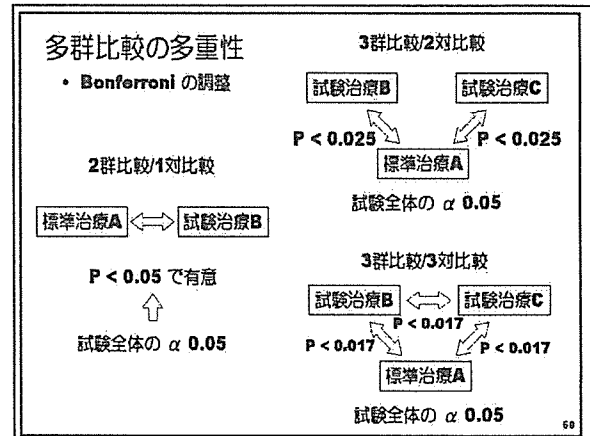 多群比較の多重性
• Bonferroni の調整
2群比較/1対比較
標準治療A
試験治療B
P < 0.05 で有意
試験全体の α 0.05
3群比較/2対比較
試験治療B
試験治療C
P < 0.025
P < 0.025
標準治療A
試験全体の α 0.05
3群比較/3対比較
試験治療B
試験治療C
P < 0.017
P < 0.017
P < 0.017
標準治療A
試験全体の α 0.05